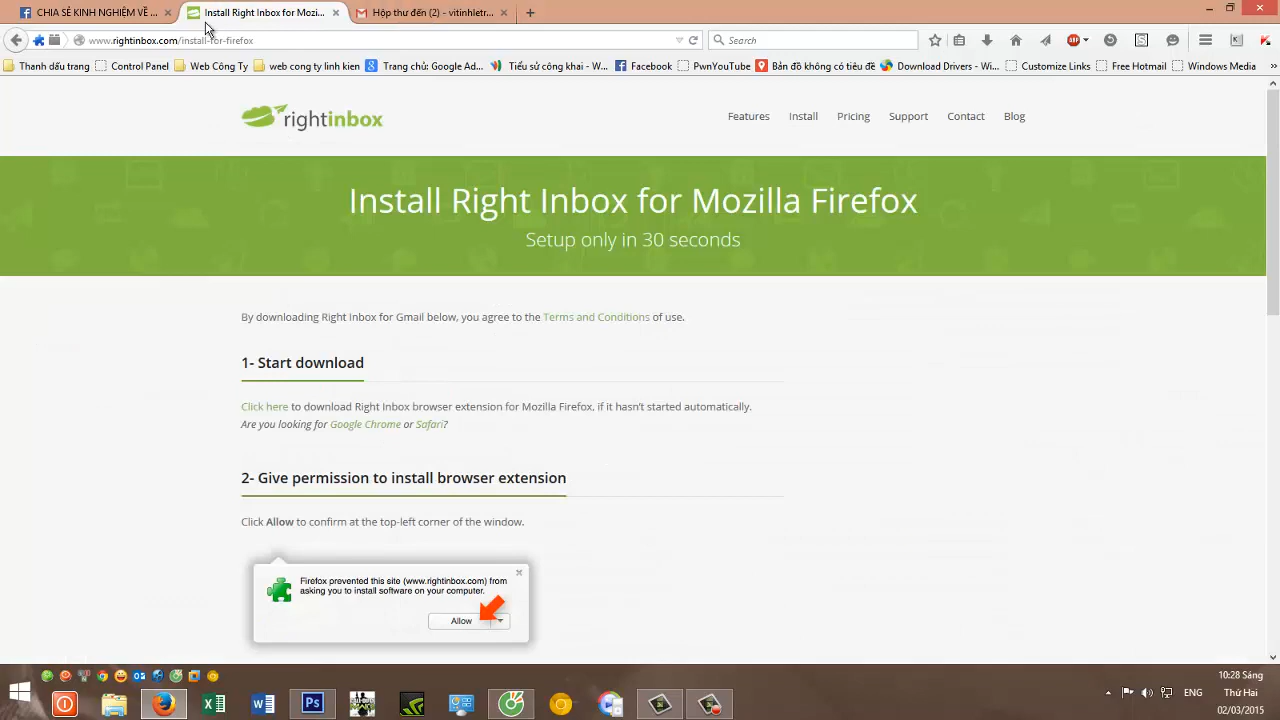 CHIA SẺ KINH NGHIỆM VỀ ...
Install Right Inbox for Mozi...
Hộp thư đến (2) - vitinhletr...
www.rightinbox.com/install-for-firefox
Search
Thanh dấu trang
Control Panel
Web Công Ty
web cong ty linh kien
Trang chủ: Google Ad...
Tiểu sử công khai - W...
Facebook
PwnYouTube
Bản đồ không có tiêu đề
Download Drivers - O...
Customize Links
Free Hotmail
Windows Media
»
rightinbox
Features
Install
Pricing
Support
Contact
Blog
Install Right Inbox for Mozilla Firefox
Setup only in 30 seconds
By downloading Right Inbox for Gmail below, you agree to the Terms and Conditions of use.
1- Start download
Click here to download Right Inbox browser extension for Mozilla Firefox, if it hasn't started automatically.
Are you looking for Google Chrome or Safari?
2- Give permission to install browser extension
Click Allow to confirm at the top-left corner of the window.
Firefox prevented this site (www.rightinbox.com) from
asking you to install software on your computer.
Allow
ENG
10:28 Sáng
Thứ Hai
02/03/2015